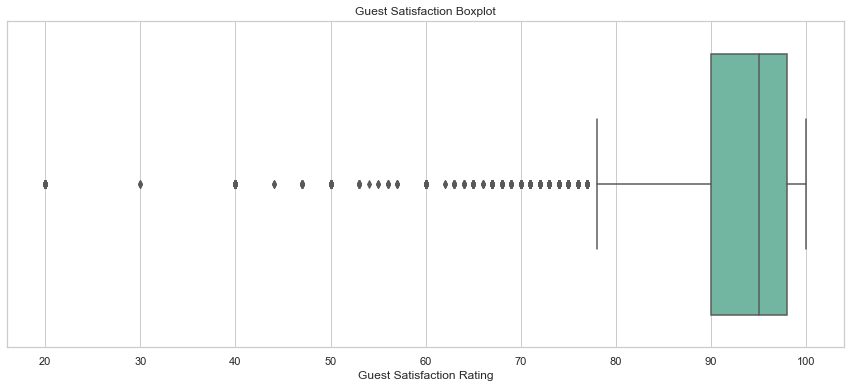 Guest Satisfaction Boxplot
20 30 40 50 60 70 80 90 100
Guest Satisfaction Rating